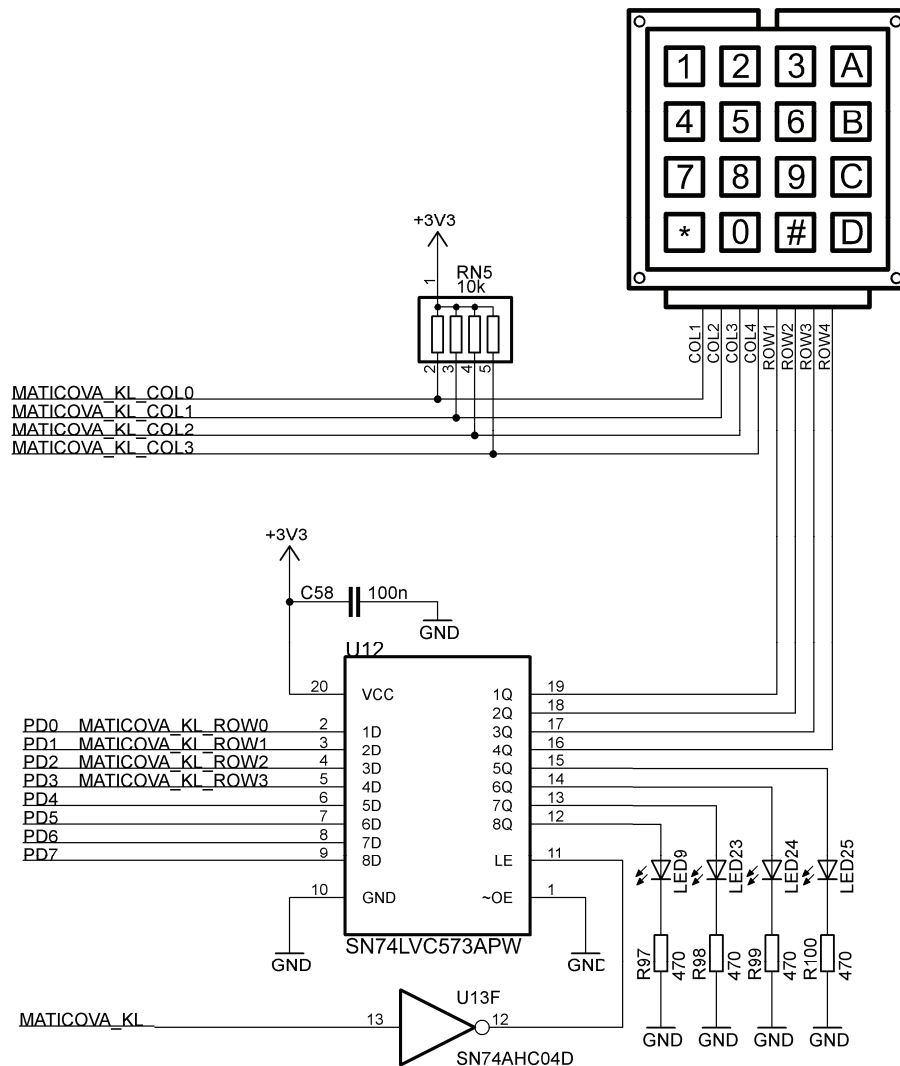 1 2 3 A
4 5 6 B
7 8 9 C
* 0 # D
+3V3
1
RN5
10k
COL1
COL2
COL3
COL4
ROW1
ROW2
ROW3
ROW4
2 3 4 5
MATICOVA_KL_COL0
MATICOVA_KL_COL1
MATICOVA_KL_COL2
MATICOVA_KL_COL3
+3V3
C58 100n
GND
U12
20 VCC 1Q 19
2Q 18
PD0 MATICOVA_KL_ROW0 2 1D 3Q 17
PD1 MATICOVA_KL_ROW1 3 2D 4Q 16
PD2 MATICOVA_KL_ROW2 4 3D 5Q 15
PD3 MATICOVA_KL_ROW3 5 4D 6Q 14
PD4 6 5D 7Q 13
PD5 7 6D 8Q 12
PD6 8 7D
PD7 9 8D LE 11
10 GND ~OE 1
LED9
LED23
LED24
LED25
SN74LVC573APW
GND
GND
R97 470
R98 470
R99 470
R100 470
MATICOVA_KL 13 U13F 12
SN74AHC04D
GND GND GND GND